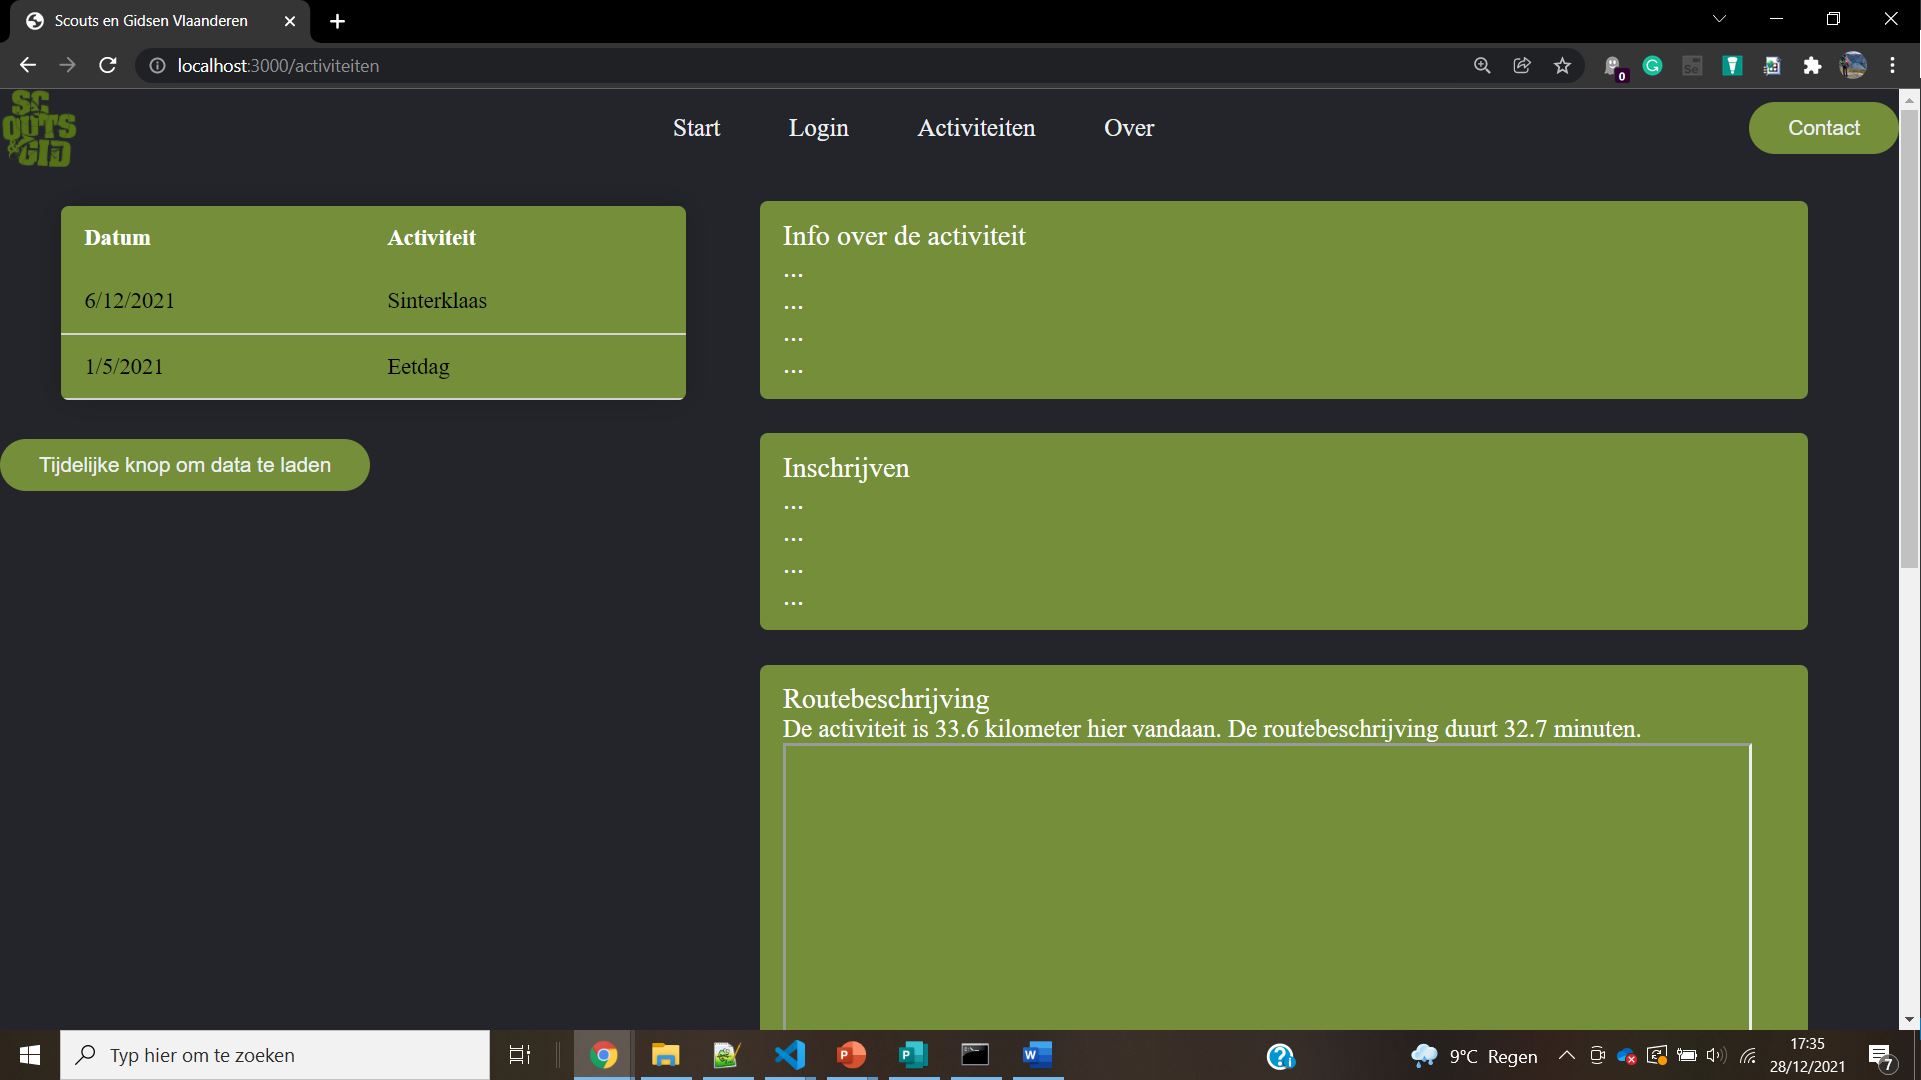 Scouts en Gidsen Vlaanderen
localhost:3000/activiteiten
0
SC
OUTS
&GID
Start Login Activiteiten Over
Contact
Datum Activiteit
6/12/2021 Sinterklaas
1/5/2021 Eetdag
Tijdelijke knop om data te laden
Info over de activiteit
...
...
...
...
Inschrijven
...
...
...
...
Routebeschrijving
De activiteit is 33.6 kilometer hier vandaan. De routebeschrijving duurt 32.7 minuten.
Typ hier om te zoeken
9°C Regen
17:35
28/12/2021
7